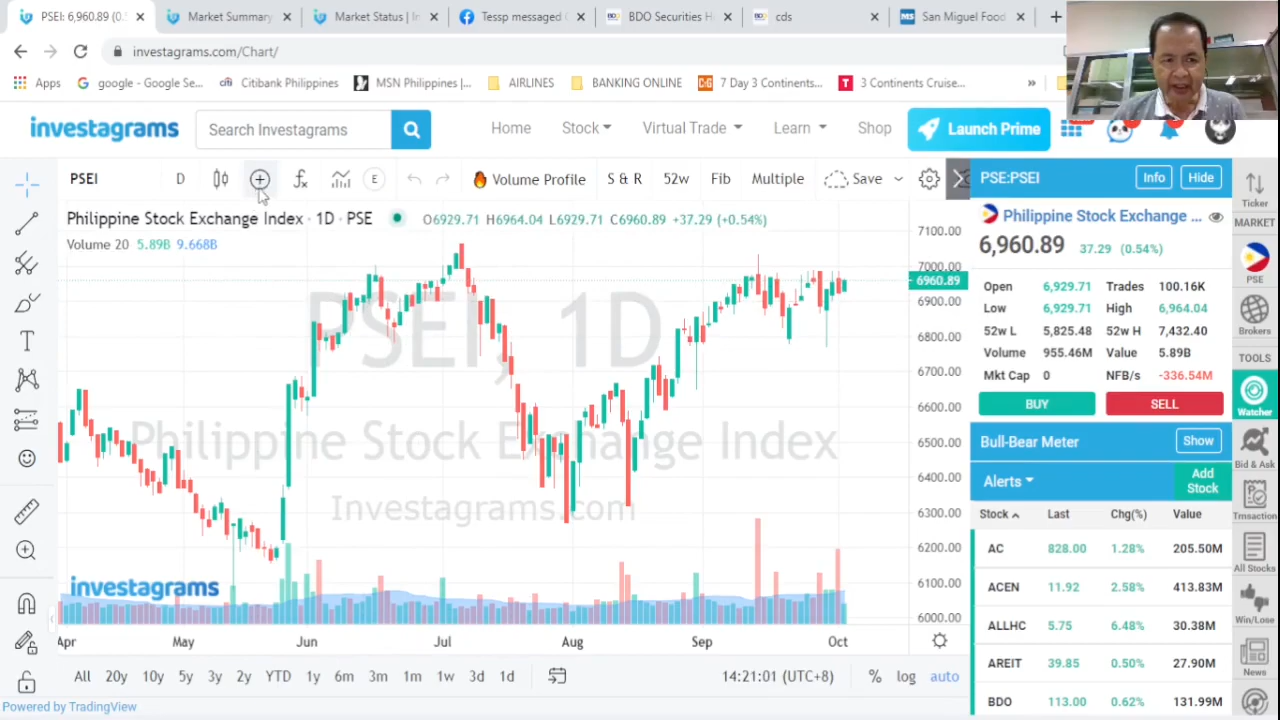 PSEI: 6,960.89 (0.5
Market Summary
Market Status | In
Tessp messaged
BDO Securities H
cds
San Miguel Food
investagrams.com/Chart/
Apps
google - Google Se...
Citibank Philippines
MSN Philippines |...
AIRLINES
BANKING ONLINE
7 Day 3 Continents...
3 Continents Cruise...
»
investagrams
Search Investagrams
Home
Stock
Virtual Trade
Learn
Shop
Launch Prime
PSEI
D
E
Volume Profile
S & R
52w
Fib
Multiple
Save
PSE:PSEI
Info
Hide
Ticker
Philippine Stock Exchange Index · 1D · PSE
O6929.71 H6964.04 L6929.71 C6960.89 +37.29 (+0.54%)
Volume 20 5.89B 9.668B
Philippine Stock Exchange ...
6,960.89 37.29 (0.54%)
MARKET
PSE
Open 6,929.71 Trades 100.16K
Low 6,929.71 High 6,964.04
52w L 5,825.48 52w H 7,432.40
Volume 955.46M Value 5.89B
Mkt Cap 0 NFB/s -336.54M
BUY
SELL
Brokers
TOOLS
Watcher
Bull-Bear Meter
Show
Bid & Ask
Alerts
Add
Stock
Trnsaction
Stock Last Chg(%) Value
AC 828.00 1.28% 205.50M
ACEN 11.92 2.58% 413.83M
ALLHC 5.75 6.48% 30.38M
AREIT 39.85 0.50% 27.90M
BDO 113.00 0.62% 131.99M
All Stocks
Win/Lose
News
7100.00
7000.00
6960.89
6900.00
6800.00
6700.00
6600.00
6500.00
6400.00
6300.00
6200.00
6100.00
6000.00
PSEI, 1D
Philippine Stock Exchange Index
Investagrams.com
investagrams
Apr May Jun Jul Aug Sep Oct
All 20y 10y 5y 3y 2y YTD 1y 6m 3m 1m 1w 3d 1d
14:21:01 (UTC+8)
% log auto
Powered by TradingView